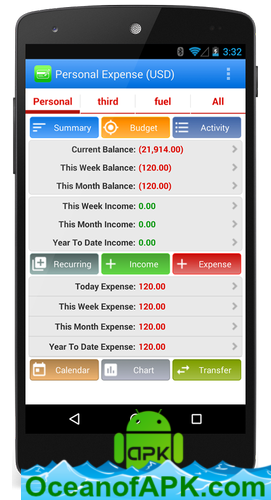 3:32
Personal Expense (USD)
Personal third fuel All
Summary Budget Activity
Current Balance: (21,914.00)
This Week Balance: (120.00)
This Month Balance: (120.00)
This Week Income: 0.00
This Month Income: 0.00
Year To Date Income: 0.00
Recurring Income Expense
Today Expense: 120.00
This Week Expense: 120.00
This Month Expense: 120.00
Year To Date Expense: 120.00
Calendar Chart Transfer
APK
OceanofAPK.com